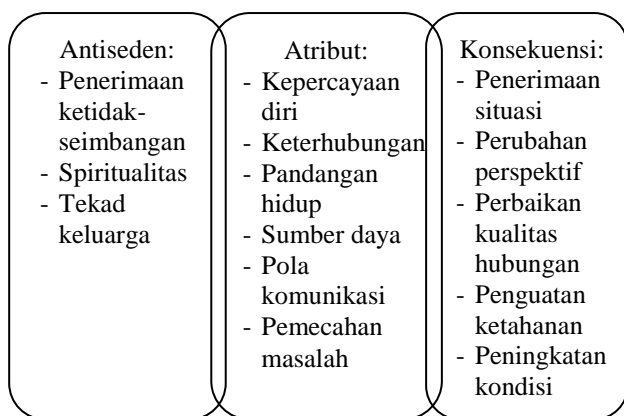 Antiseden:
- Penerimaan
ketidak-
seimbangan
- Spiritualitas
- Tekad
keluarga
Atribut:
- Kepercayaan
diri
- Keterhubungan
- Pandangan
hidup
- Sumber daya
- Pola
komunikasi
- Pemecahan
masalah
Konsekuensi:
- Penerimaan
situasi
- Perubahan
perspektif
- Perbaikan
kualitas
hubungan
- Penguatan
ketahanan
- Peningkatan
kondisi